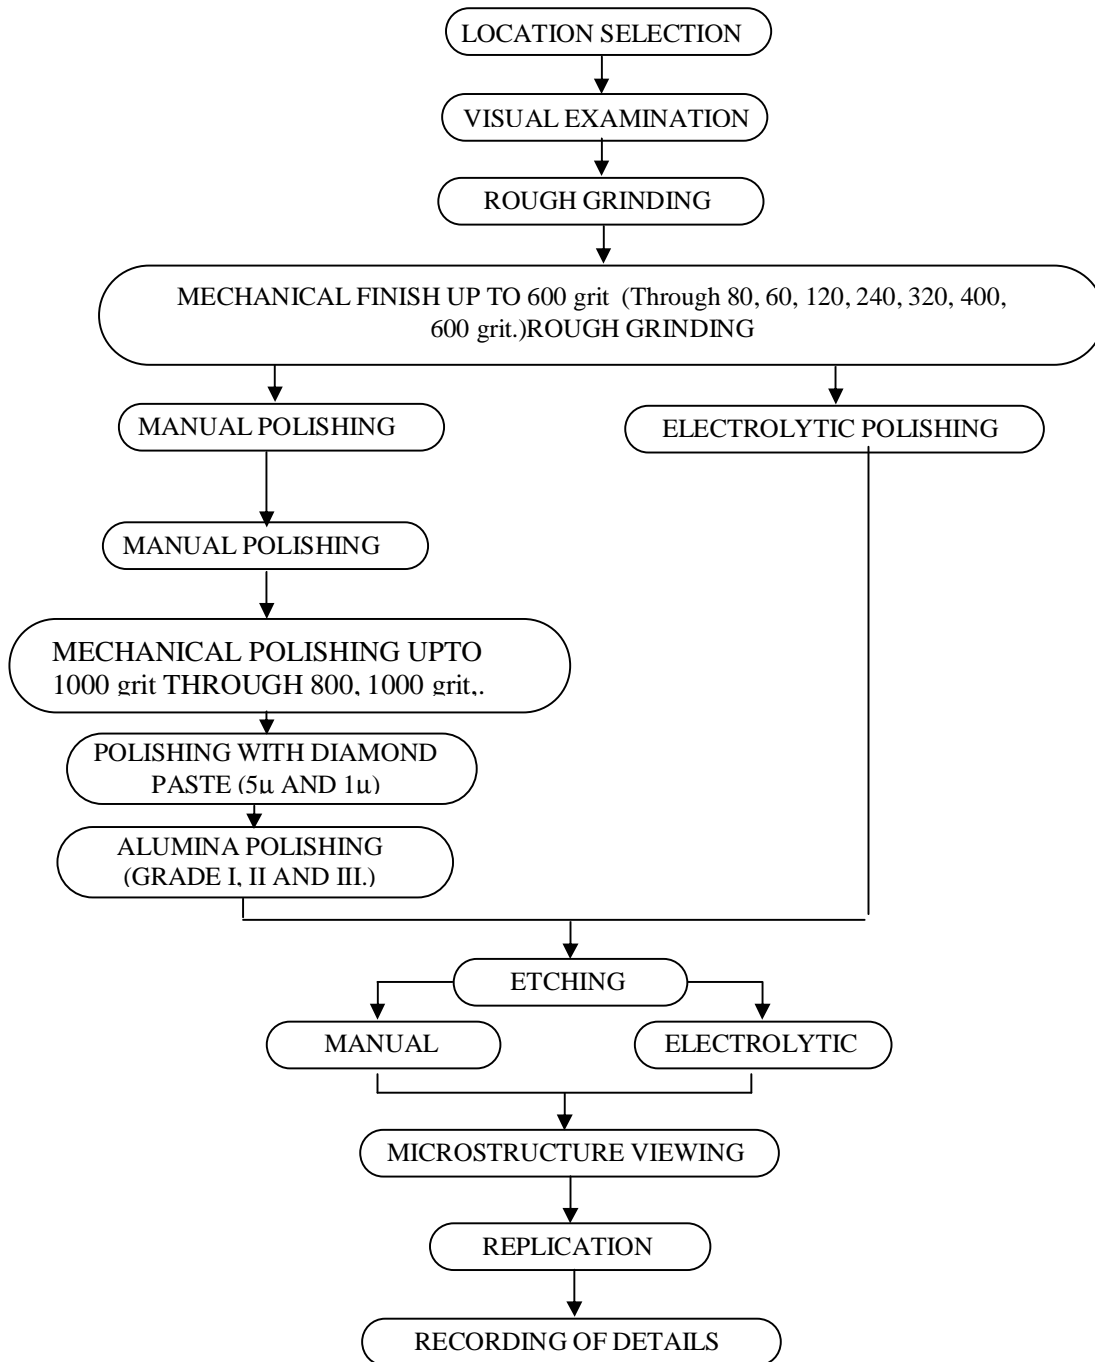 LOCATION SELECTION
VISUAL EXAMINATION
ROUGH GRINDING
MECHANICAL FINISH UP TO 600 grit (Through 80, 60, 120, 240, 320, 400,
600 grit.)ROUGH GRINDING
MANUAL POLISHING
ELECTROLYTIC POLISHING
MANUAL POLISHING
MECHANICAL POLISHING UPTO
1000 grit THROUGH 800, 1000 grit,.
POLISHING WITH DIAMOND
PASTE (5µ AND 1µ)
ALUMINA POLISHING
(GRADE I, II AND III.)
ETCHING
MANUAL
ELECTROLYTIC
MICROSTRUCTURE VIEWING
REPLICATION
RECORDING OF DETAILS